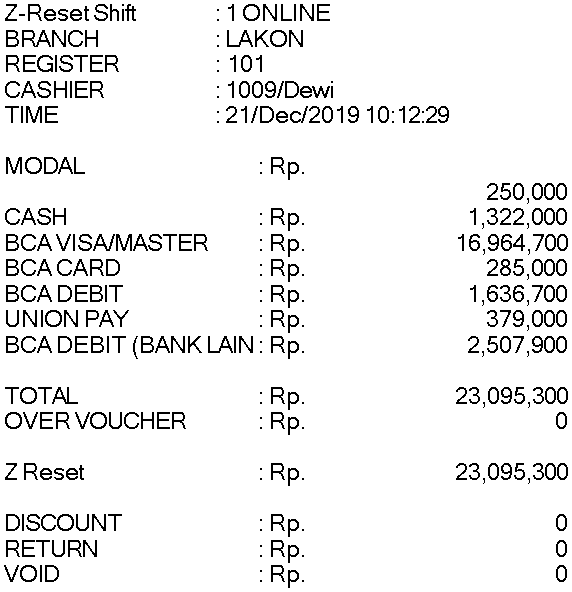 Z-Reset Shift : 1 ONLINE
BRANCH : LAKON
REGISTER : 101
CASHIER : 1009/Dewi
TIME : 21/Dec/2019 10:12:29
MODAL : Rp.
250,000
CASH : Rp. 1,322,000
BCA VISA/MASTER : Rp. 16,964,700
BCA CARD : Rp. 285,000
BCA DEBIT : Rp. 1,636,700
UNION PAY : Rp. 379,000
BCA DEBIT (BANK LAIN : Rp. 2,507,900
TOTAL : Rp. 23,095,300
OVER VOUCHER : Rp. 0
Z Reset : Rp. 23,095,300
DISCOUNT : Rp. 0
RETURN : Rp. 0
VOID : Rp. 0